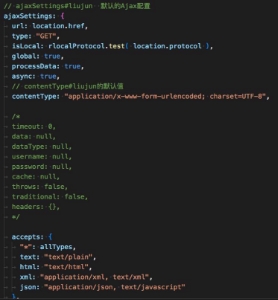 // ajaxSettings#liujun 默认的Ajax配置
ajaxSettings: {
url: location.href,
type: "GET",
isLocal: rlocalProtocol.test( location.protocol ),
global: true,
processData: true,
async: true,
// contentType#liujun的默认值
contentType: "application/x-www-form-urlencoded; charset=UTF-8",
/*
timeout: 0,
data: null,
dataType: null,
username: null,
password: null,
cache: null,
throws: false,
traditional: false,
headers: {},
*/
accepts: {
"*": allTypes,
text: "text/plain",
html: "text/html",
xml: "application/xml, text/xml",
json: "application/json, text/javascript"
},